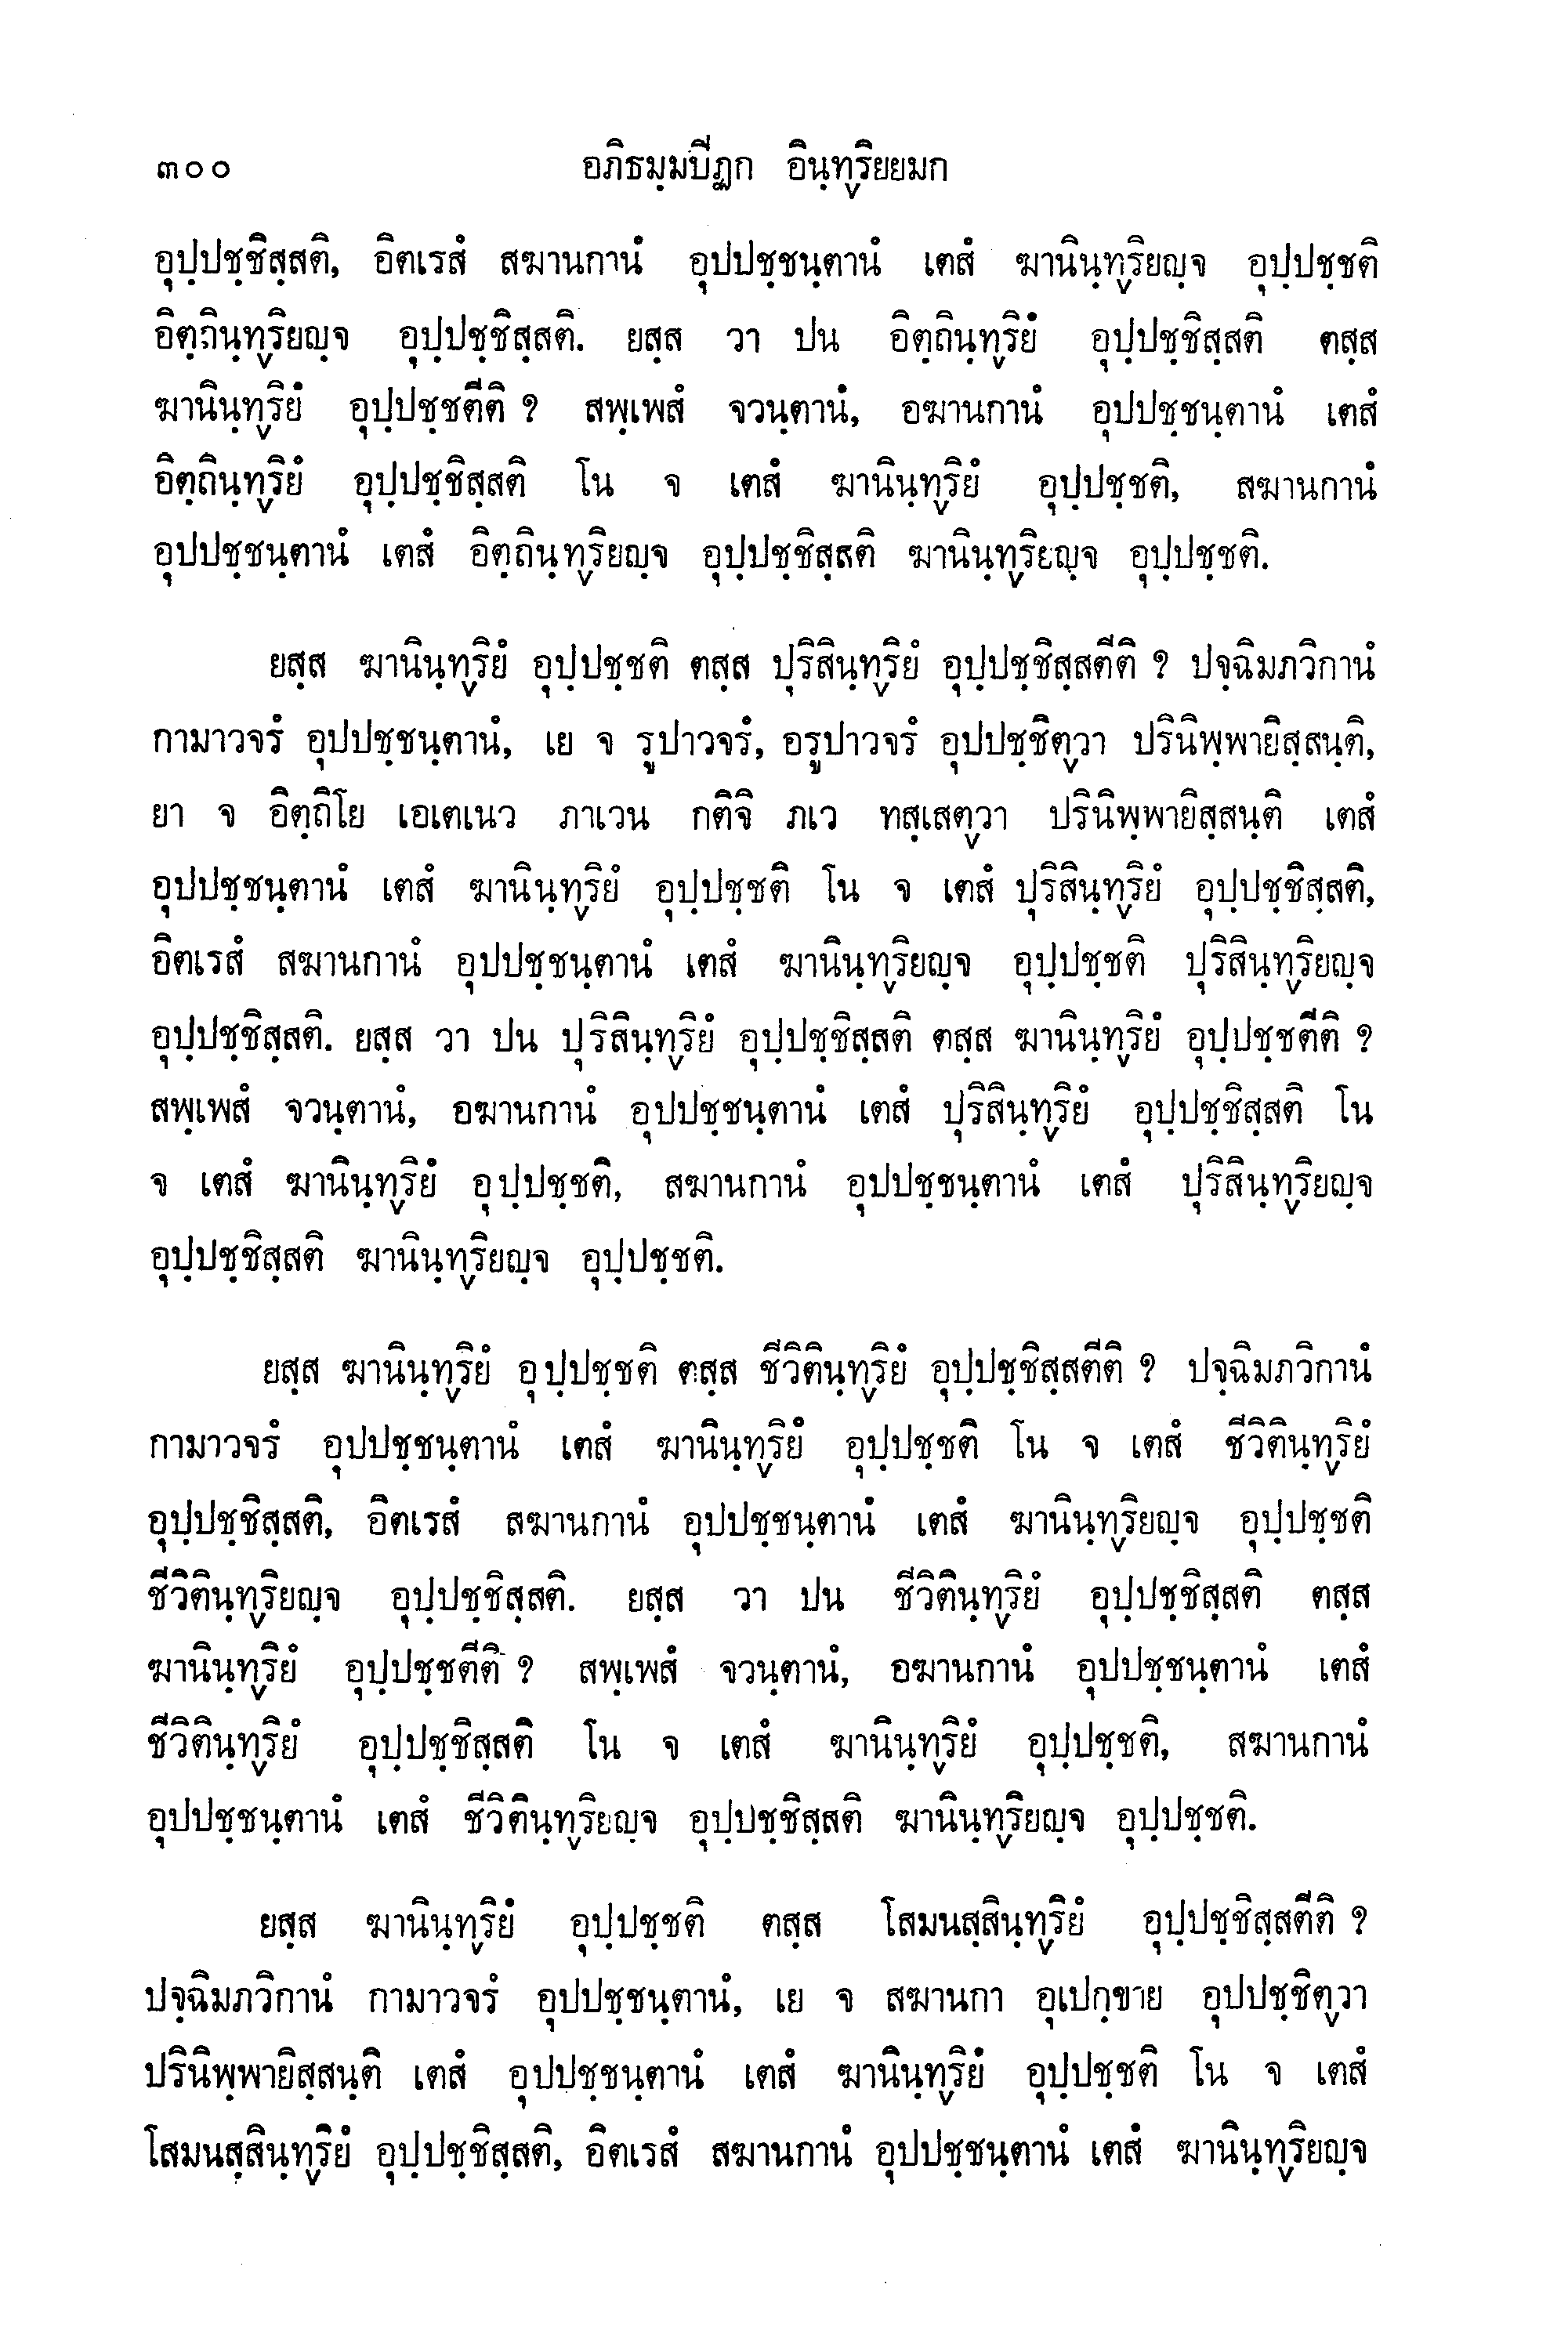 ๓๐๐ อภิธมฺมปีฏก อินฺทฺริยยมก
อุปฺปชฺชิสฺสติ, อิตเรสํ สฆานกานํ อุปปชฺชนฺตานํ เตสํ ฆานินฺทฺริยญฺจ อุปฺปชฺชติ
อิตฺถินฺทฺริยญฺจ อุปฺปชฺชิสฺสติ. ยสฺส วา ปน อิตฺถินฺทฺริยํ อุปฺปชฺชิสฺสติ ตสฺส
ฆานินฺทฺริยํ อุปฺปชฺชตีติ ? สพฺเพสํ จวนฺตานํ, อฆานกานํ อุปปชฺชนฺตานํ เตสํ
อิตฺถินฺทฺริยํ อุปฺปชฺชิสฺสติ โน จ เตสํ ฆานินฺทฺริยํ อุปฺปชฺชติ, สฆานกานํ
อุปปชฺชนฺตานํ เตสํ อิตฺถินฺทฺริยญฺจ อุปฺปชฺชิสฺสติ ฆานินฺทฺริยญฺจ อุปฺปชฺชติ.
ยสฺส ฆานินฺทฺริยํ อุปฺปชฺชติ ตสฺส ปุริสินฺทฺริยํ อุปฺปชฺชิสฺสตีติ ? ปจฺฉิมภวิกานํ
กามาวจรํ อุปปชฺชนฺตานํ, เย จ รูปาวจรํ, อรูปาวจรํ อุปปชฺชิตฺวา ปรินิพฺพายิสฺสนฺติ,
ยา จ อิตฺถิโย เอเตเนว ภาเวน กติจิ ภเว ทสฺเสตฺวา ปรินิพฺพายิสฺสนฺติ เตสํ
อุปปชฺชนฺตานํ เตสํ ฆานินฺทฺริยํ อุปฺปชฺชติ โน จ เตสํ ปุริสินฺทฺริยํ อุปฺปชฺชิสฺสติ,
อิตเรสํ สฆานกานํ อุปปชฺชนฺตานํ เตสํ ฆานินฺทฺริยญฺจ อุปฺปชฺชติ ปุริสินฺทฺริยญฺจ
อุปฺปชฺชิสฺสติ. ยสฺส วา ปน ปุริสินฺทฺริยํ อุปฺปชฺชิสฺสติ ตสฺส ฆานินฺทฺริยํ อุปฺปชฺชตีติ ?
สพฺเพสํ จวนฺตานํ, อฆานกานํ อุปปชฺชนฺตานํ เตสํ ปุริสินฺทฺริยํ อุปฺปชฺชิสฺสติ โน
จ เตสํ ฆานินฺทฺริยํ อุปฺปชฺชติ, สฆานกานํ อุปปชฺชนฺตานํ เตสํ ปุริสินฺทฺริยญฺจ
อุปฺปชฺชิสฺสติ ฆานินฺทฺริยญฺจ อุปฺปชฺชติ.
ยสฺส ฆานินฺทฺริยํ อุปฺปชฺชติ ตสฺส ชีวิตินฺทฺริยํ อุปฺปชฺชิสฺสตีติ ? ปจฺฉิมภวิกานํ
กามาวจรํ อุปปชฺชนฺตานํ เตสํ ฆานินฺทฺริยํ อุปฺปชฺชติ โน จ เตสํ ชีวิตินฺทฺริยํ
อุปฺปชฺชิสฺสติ, อิตเรสํ สฆานกานํ อุปปชฺชนฺตานํ เตสํ ฆานินฺทฺริยญฺจ อุปฺปชฺชติ
ชีวิตินฺทฺริยญฺจ อุปฺปชฺชิสฺสติ. ยสฺส วา ปน ชีวิตินฺทฺริยํ อุปฺปชฺชิสฺสติ ตสฺส
ฆานินฺทฺริยํ อุปฺปชฺชตีติ ? สพฺเพสํ จวนฺตานํ, อฆานกานํ อุปปชฺชนฺตานํ เตสํ
ชีวิตินฺทฺริยํ อุปฺปชฺชิสฺสติ โน จ เตสํ ฆานินฺทฺริยํ อุปฺปชฺชติ, สฆานกานํ
อุปปชฺชนฺตานํ เตสํ ชีวิตินฺทฺริยญฺจ อุปฺปชฺชิสฺสติ ฆานินฺทฺริยญฺจ อุปฺปชฺชติ.
ยสฺส ฆานินฺทฺริยํ อุปฺปชฺชติ ตสฺส โสมนสฺสินฺทฺริยํ อุปฺปชฺชิสฺสตีติ ?
ปจฺฉิมภวิกานํ กามาวจรํ อุปปชฺชนฺตานํ, เย จ สฆานกา อุเปกฺขาย อุปปชฺชิตฺวา
ปรินิพฺพายิสฺสนฺติ เตสํ อุปปชฺชนฺตานํ เตสํ ฆานินฺทฺริยํ อุปฺปชฺชติ โน จ เตสํ
โสมนสฺสินฺทฺริยํ อุปฺปชฺชิสฺสติ, อิตเรสํ สฆานกานํ อุปปชฺชนฺตานํ เตสํ ฆานินฺทฺริยญฺจ